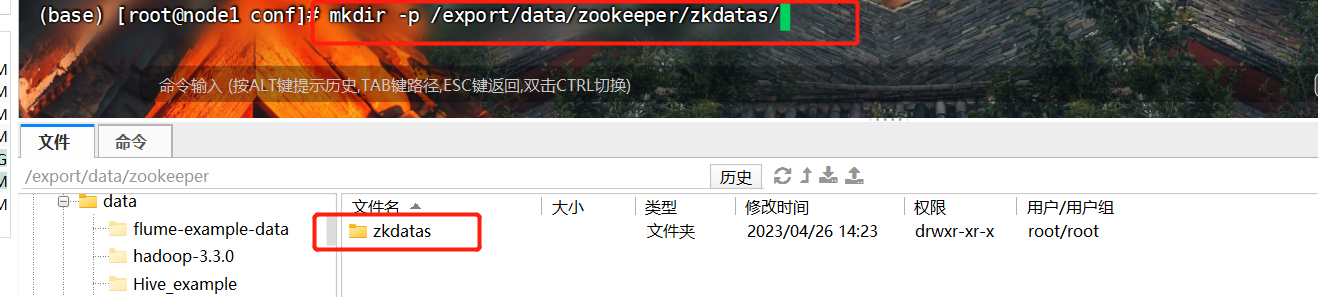 (base) [root@node1 conf]# mkdir -p /export/data/zookeeper/zkdatas/
命令输入 (按ALT键提示历史,TAB键路径,ESC键返回,双击CTRL切换)
M
M
M
M
G
M
M
文件 命令
/export/data/zookeeper 历史
data 文件名 大小 类型 修改时间 权限 用户/用户组
flume-example-data zkdatas 文件夹 2023/04/26 14:23 drwxr-xr-x root/root
hadoop-3.3.0
Hive_example